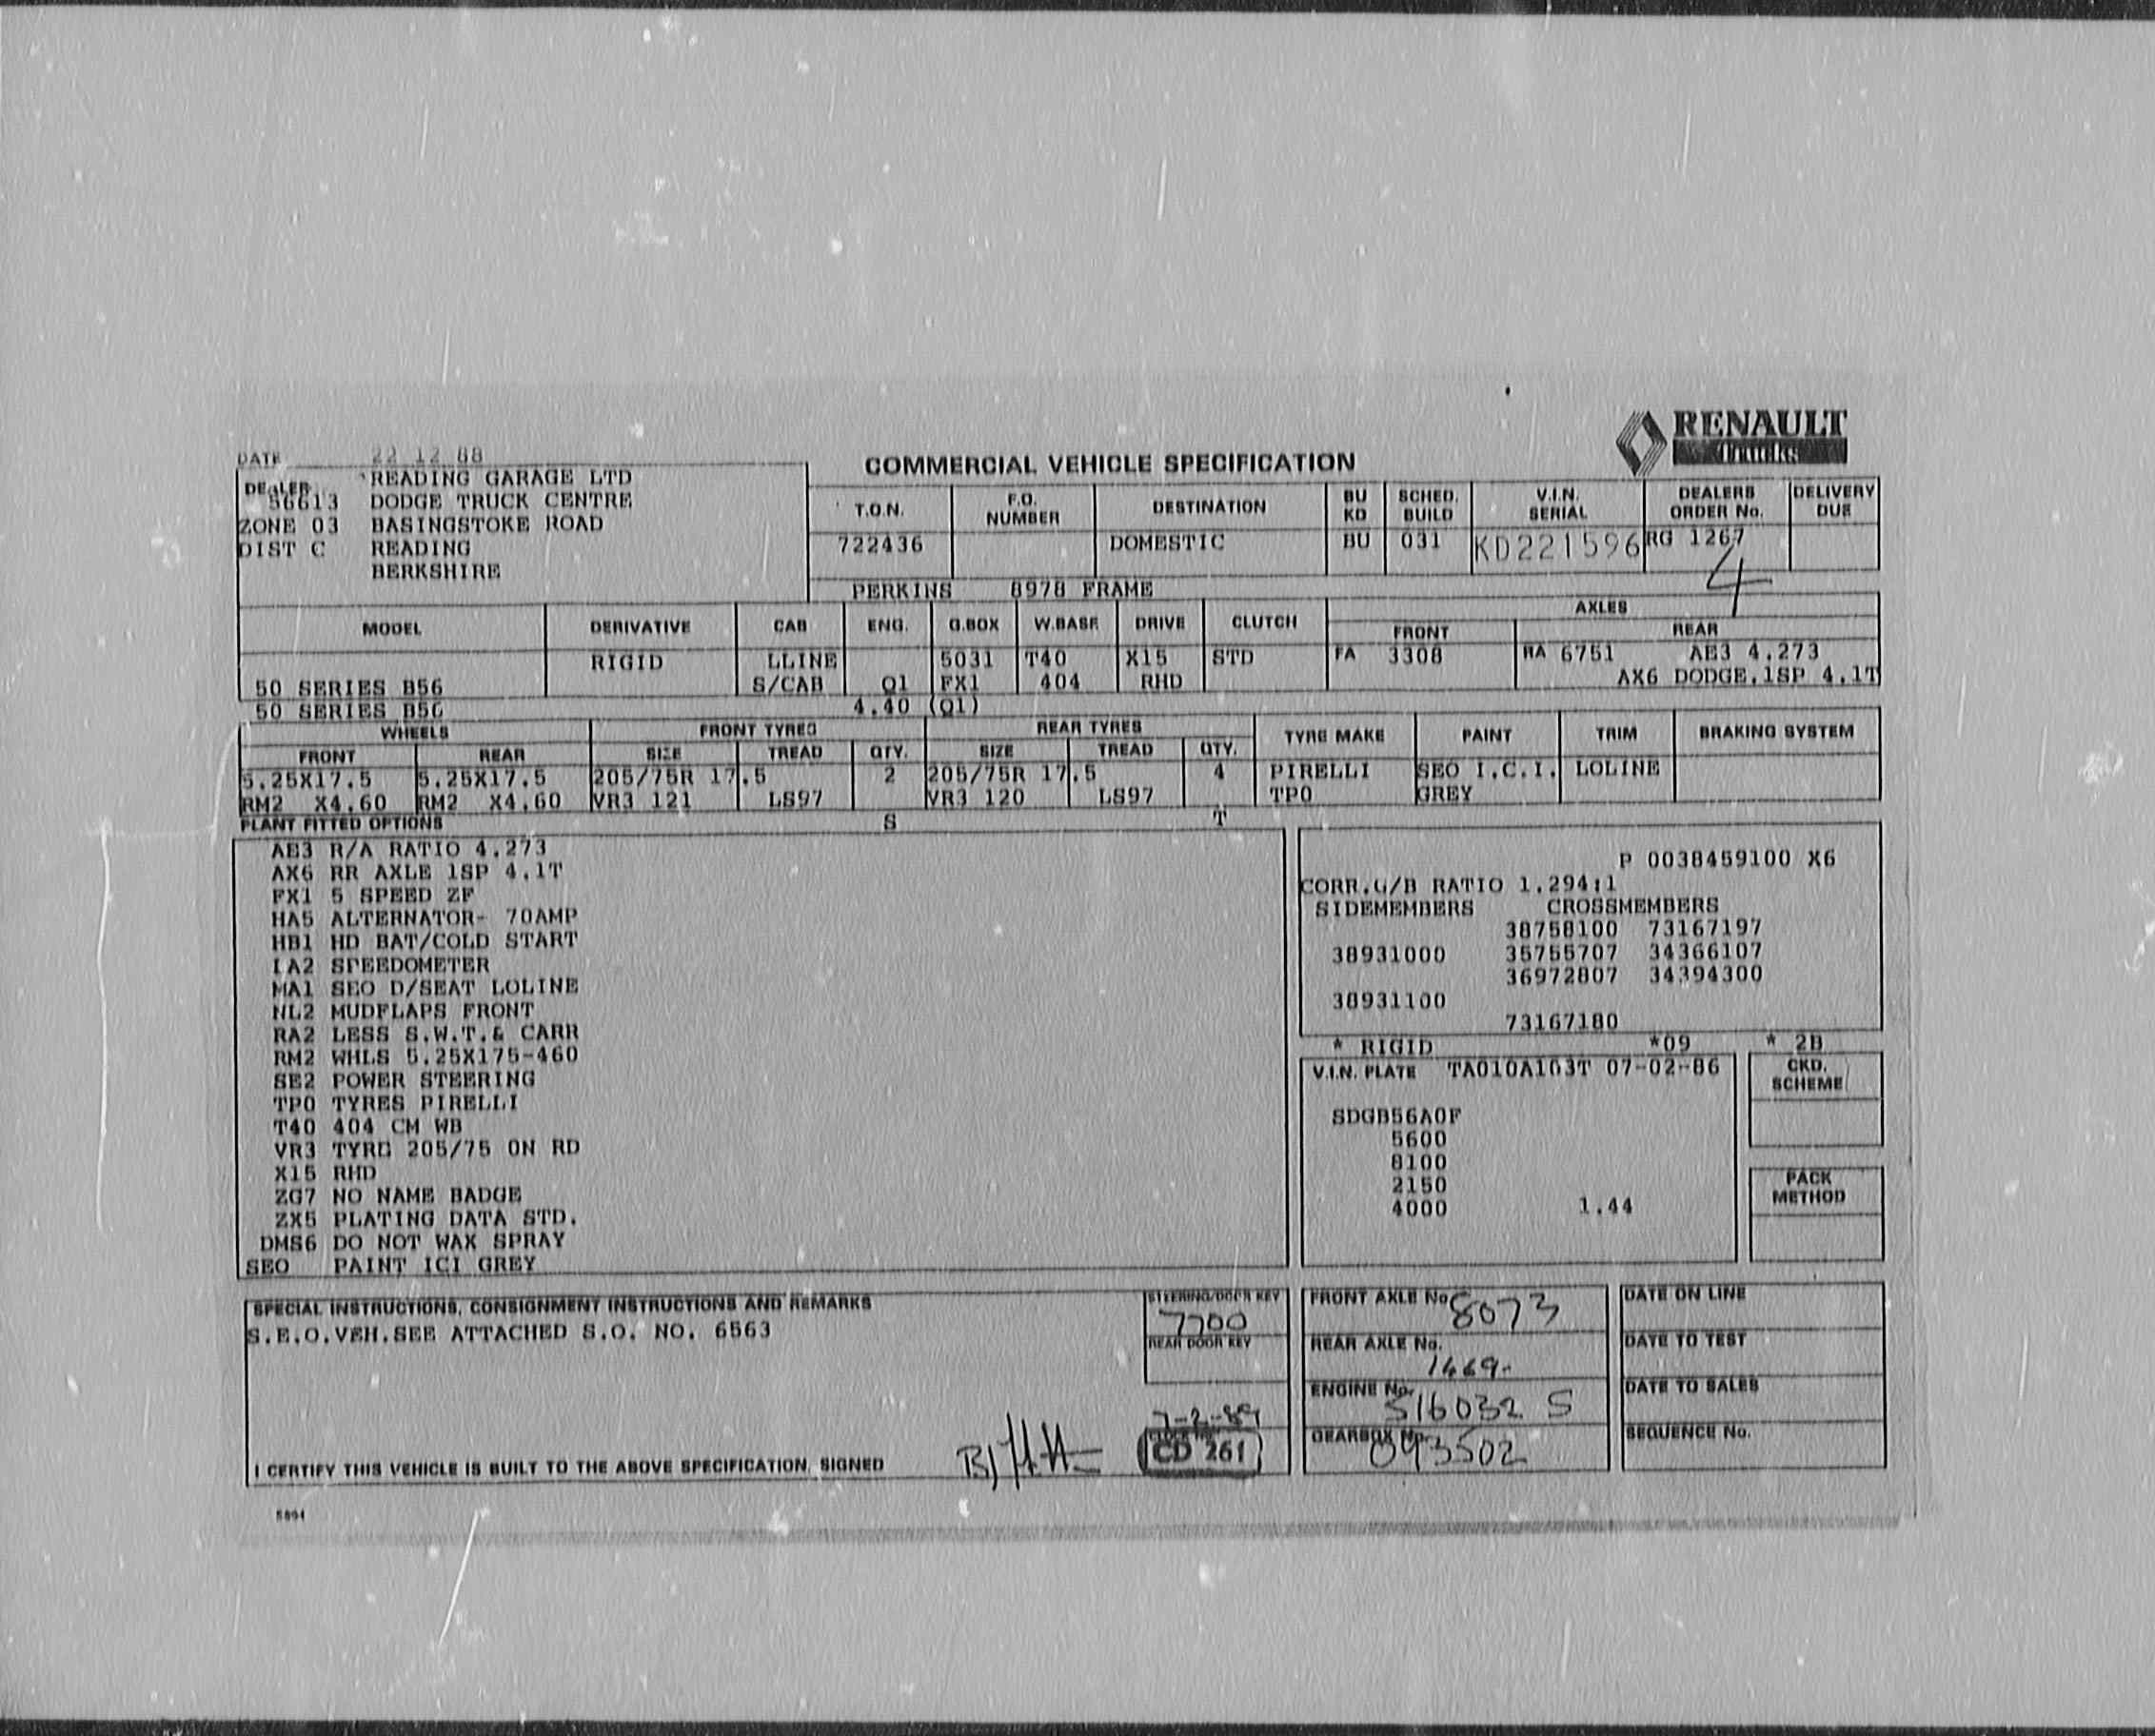 RENAULT
Trucks
DATE 22 12 88
COMMERCIAL VEHICLE SPECIFICATION
DEALER READING GARAGE LTD
56613 DODGE TRUCK CENTRE
ZONE 03 BASINGSTOKE ROAD
DIST C READING
BERKSHIRE
T.O.N. F.O. NUMBER DESTINATION BU KD SCHED. BUILD V.I.N. SERIAL DEALERS ORDER No. DELIVERY DUE
722436 DOMESTIC BU 031 KD221596 RG 1267
4
PERKINS 8978 FRAME
MODEL DERIVATIVE CAB ENG. G.BOX W.BASE DRIVE CLUTCH AXLES
FRONT REAR
RIGID LLINE 5031 T40 X15 STD FA 3308 RA 6751 AE3 4.273
50 SERIES B56 S/CAB Q1 FX1 404 RHD AX6 DODGE.1SP 4.1T
50 SERIES B56 4.40 (Q1)
WHEELS FRONT TYRES REAR TYRES TYRE MAKE PAINT TRIM BRAKING SYSTEM
FRONT REAR SIZE TREAD QTY. SIZE TREAD QTY.
5.25X17.5 5.25X17.5 205/75R 17.5 2 205/75R 17.5 4 PIRELLI SEO I.C.I. LOLINE
RM2 X4.60 RM2 X4.60 VR3 121 LS97 VR3 120 LS97 TP0 GREY
PLANT FITTED OPTIONS S T
AE3 R/A RATIO 4.273
AX6 RR AXLE 1SP 4.1T
FX1 5 SPEED ZF
HA5 ALTERNATOR- 70AMP
HB1 HD BAT/COLD START
LA2 SPEEDOMETER
MA1 SEO D/SEAT LOLINE
NL2 MUDFLAPS FRONT
RA2 LESS S.W.T.& CARR
RM2 WHLS 5.25X175-460
SE2 POWER STEERING
TP0 TYRES PIRELLI
T40 404 CM WB
VR3 TYRE 205/75 ON RD
X15 RHD
ZG7 NO NAME BADGE
ZX5 PLATING DATA STD.
DMS6 DO NOT WAX SPRAY
SEO PAINT ICI GREY
P 0038459100 X6
CORR.G/B RATIO 1.294:1
SIDEMEMBERS CROSSMEMBERS
38758100 73167197
38931000 35755707 34366107
36972807 34394300
38931100
73167180
* RIGID *09 * 2B
V.I.N. PLATE TA010A103T 07-02-86
CKD. SCHEME
SDGB56A0F
5600
8100
2150
4000 1.44
PACK METHOD
SPECIAL INSTRUCTIONS, CONSIGNMENT INSTRUCTIONS AND REMARKS
S.E.O.VEH.SEE ATTACHED S.O. NO. 6563
STEERING/DOOR KEY
7700
REAR DOOR KEY
7-2-89
CD 261
I CERTIFY THIS VEHICLE IS BUILT TO THE ABOVE SPECIFICATION, SIGNED
FRONT AXLE No. 8073
REAR AXLE No.
1469.
ENGINE No. 516032 S
GEARBOX No. 093502
DATE ON LINE
DATE TO TEST
DATE TO SALES
SEQUENCE No.